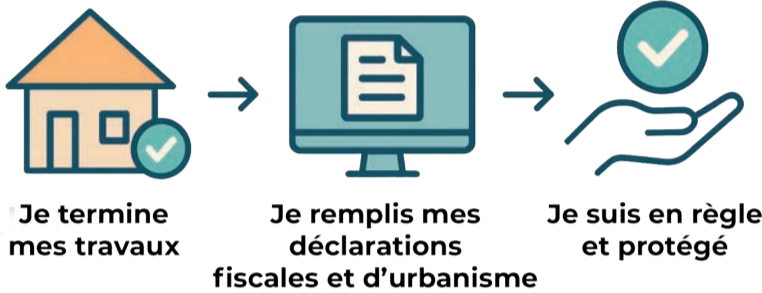 Je termine
mes travaux
Je remplis mes
déclarations
fiscales et d'urbanisme
Je suis en règle
et protégé